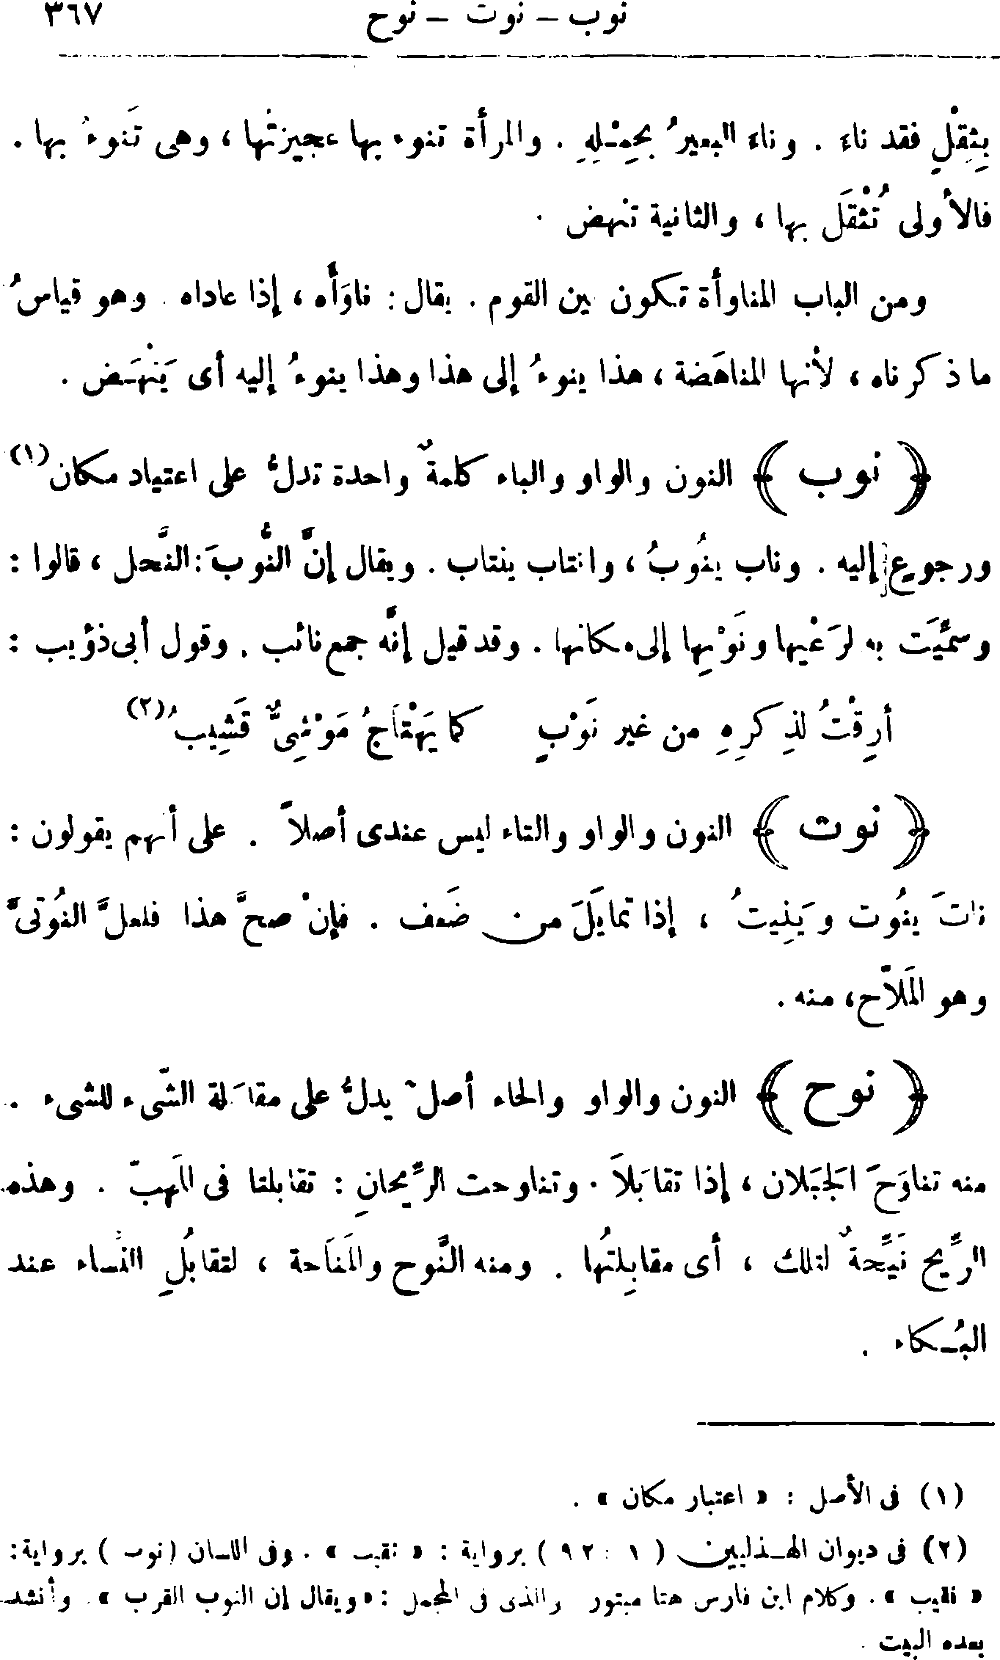 نوب – نوت – نوح ٣٦٧
بِثِقْلٍ فقد ناءَ . وناءَ البعيرُ بحِمْلِهِ . والمرأة تنوء بها عجيزتُها ، وهى تَنوءُ بها .
فالأولى تُثْقَل بها ، والثانية تنهض .
ومن الباب المناوأة تكون بين القوم . يقال : ناوَأه ، إذا عاداه . وهو قياسُ
ما ذكرناه ، لأنها المناهَضة ، هذا ينوءُ إلى هذا وهذا ينوءُ إليه أى يَنْهَض .
﴿ نوب ﴾ النون والواو والباء كلمةٌ واحدة تدلُّ على اعتياد مكان(١)
ورجوعٍ إليه . وناب ينُوبُ ، وانتاب ينتاب . ويقال إنَّ النُّوبَ : النَّحل ، قالوا :
وسمِّيَت به لرَعْيها ونَوْبِها إلى مكانها . وقد قيل إنَّه جمع نائب . وقول أبى ذؤيب :
أرِقْتُ لذِكرِهِ من غير نَوْبٍ كما يَهْتَاجُ مَوْشِىٌّ قَشِيبُ(٢)
﴿ نوت ﴾ النون والواو والتاء ليس عندى أصلاً . على أنهم يقولون :
ناتَ ينُوت ويَنِيتُ ، إذا تمايَلَ من ضَعف . فإنْ صحَّ هذا فلعلَّ النُوتىَّ
وهو المَلاّح ، منه .
﴿ نوح ﴾ النون والواو والحاء أصلٌ يدلُّ على مقابَلة الشّىء للشىء .
منه تناوَحَ الجَبَلان ، إذا تقابَلاَ . وتناوحت الرِّيحانِ : تقابلتا فى المَهبّ . وهذه
الرِّيح نَيِّحةٌ لتلك ، أى مقابِلتُها . ومنه النَّوح والمَنَاحة ، لتقابُلِ النِّساء عند
البُكاء .
(١) فى الأصل : « اعتبار مكان » .
(٢) فى ديوان الهذليين ( ١ : ٩٢ ) برواية : « نقيب » . وفى اللسان ( نوب ) برواية :
« قليب » . وكلام ابن فارس هنا مبتور والذى فى المجمل : « ويقال إن النوب القرب » . وأنشد
بعده البيت .